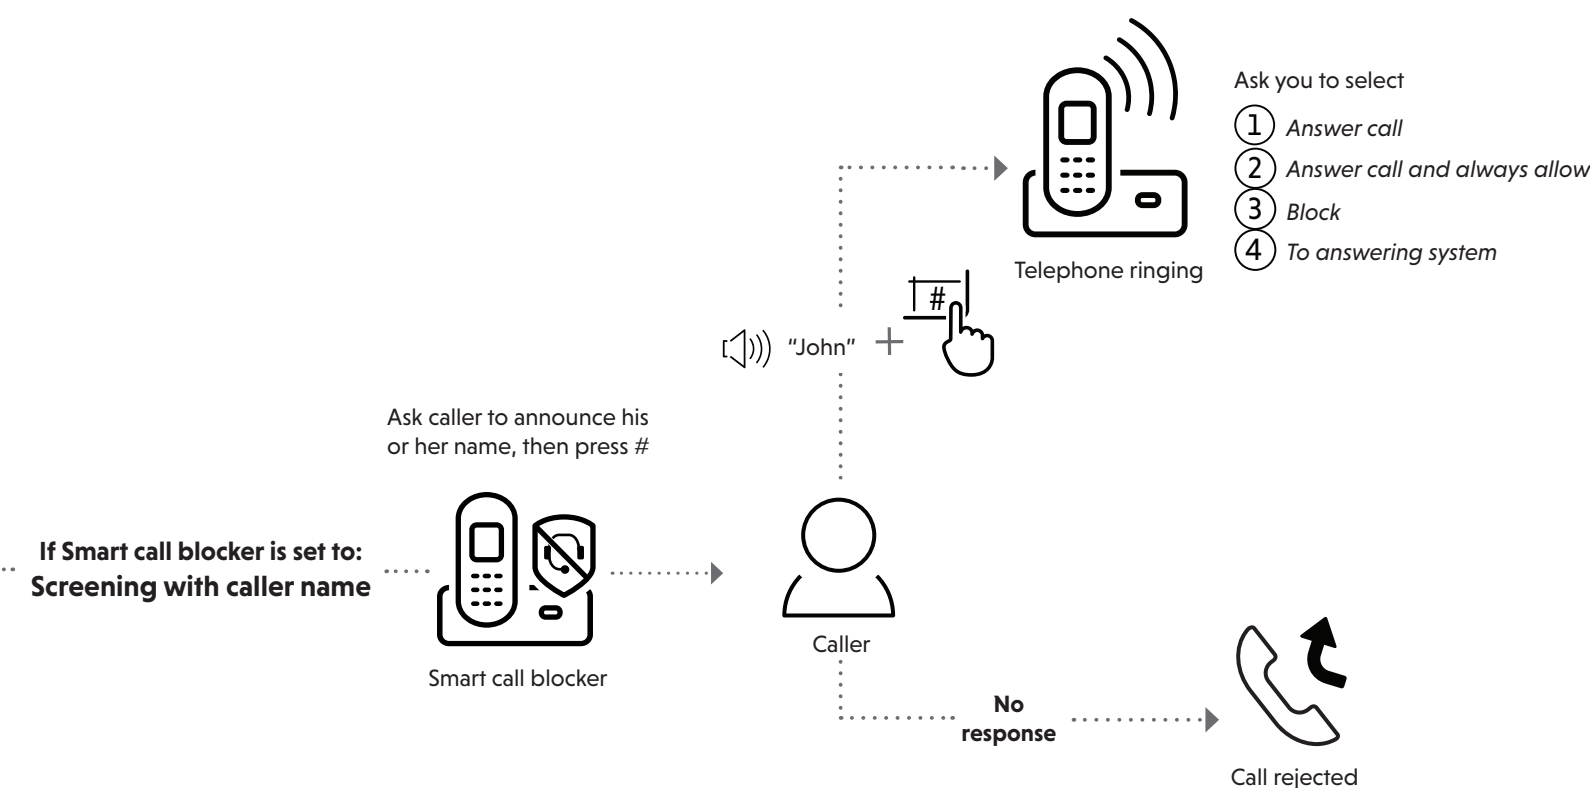 Ask you to select
1 Answer call
2 Answer call and always allow
3 Block
4 To answering system
Telephone ringing
#
“John” +
Ask caller to announce his
or her name, then press #
If Smart call blocker is set to:
Screening with caller name
Smart call blocker
Caller
No
response
Call rejected